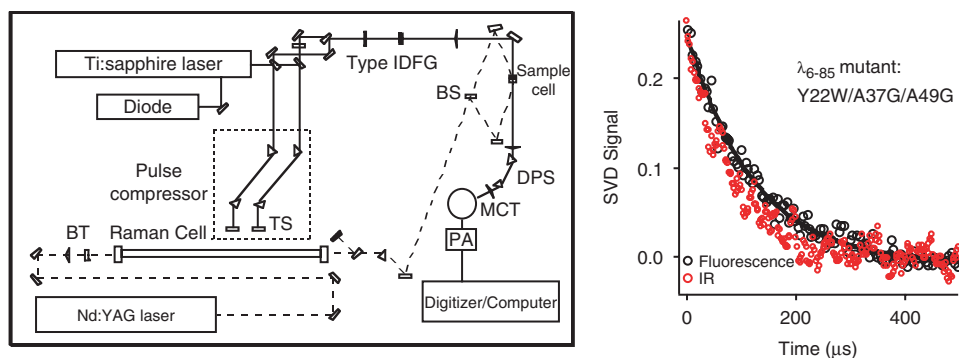 Ti:sapphire laser
Diode
Type IDFG
BS
Sample
cell
Pulse
compressor
TS
DPS
MCT
PA
BT
Raman Cell
Nd:YAG laser
Digitizer/Computer
λ6-85 mutant:
Y22W/A37G/A49G
SVD Signal
0.2
0.1
0.0
Fluorescence
IR
0
200
400
Time (μs)